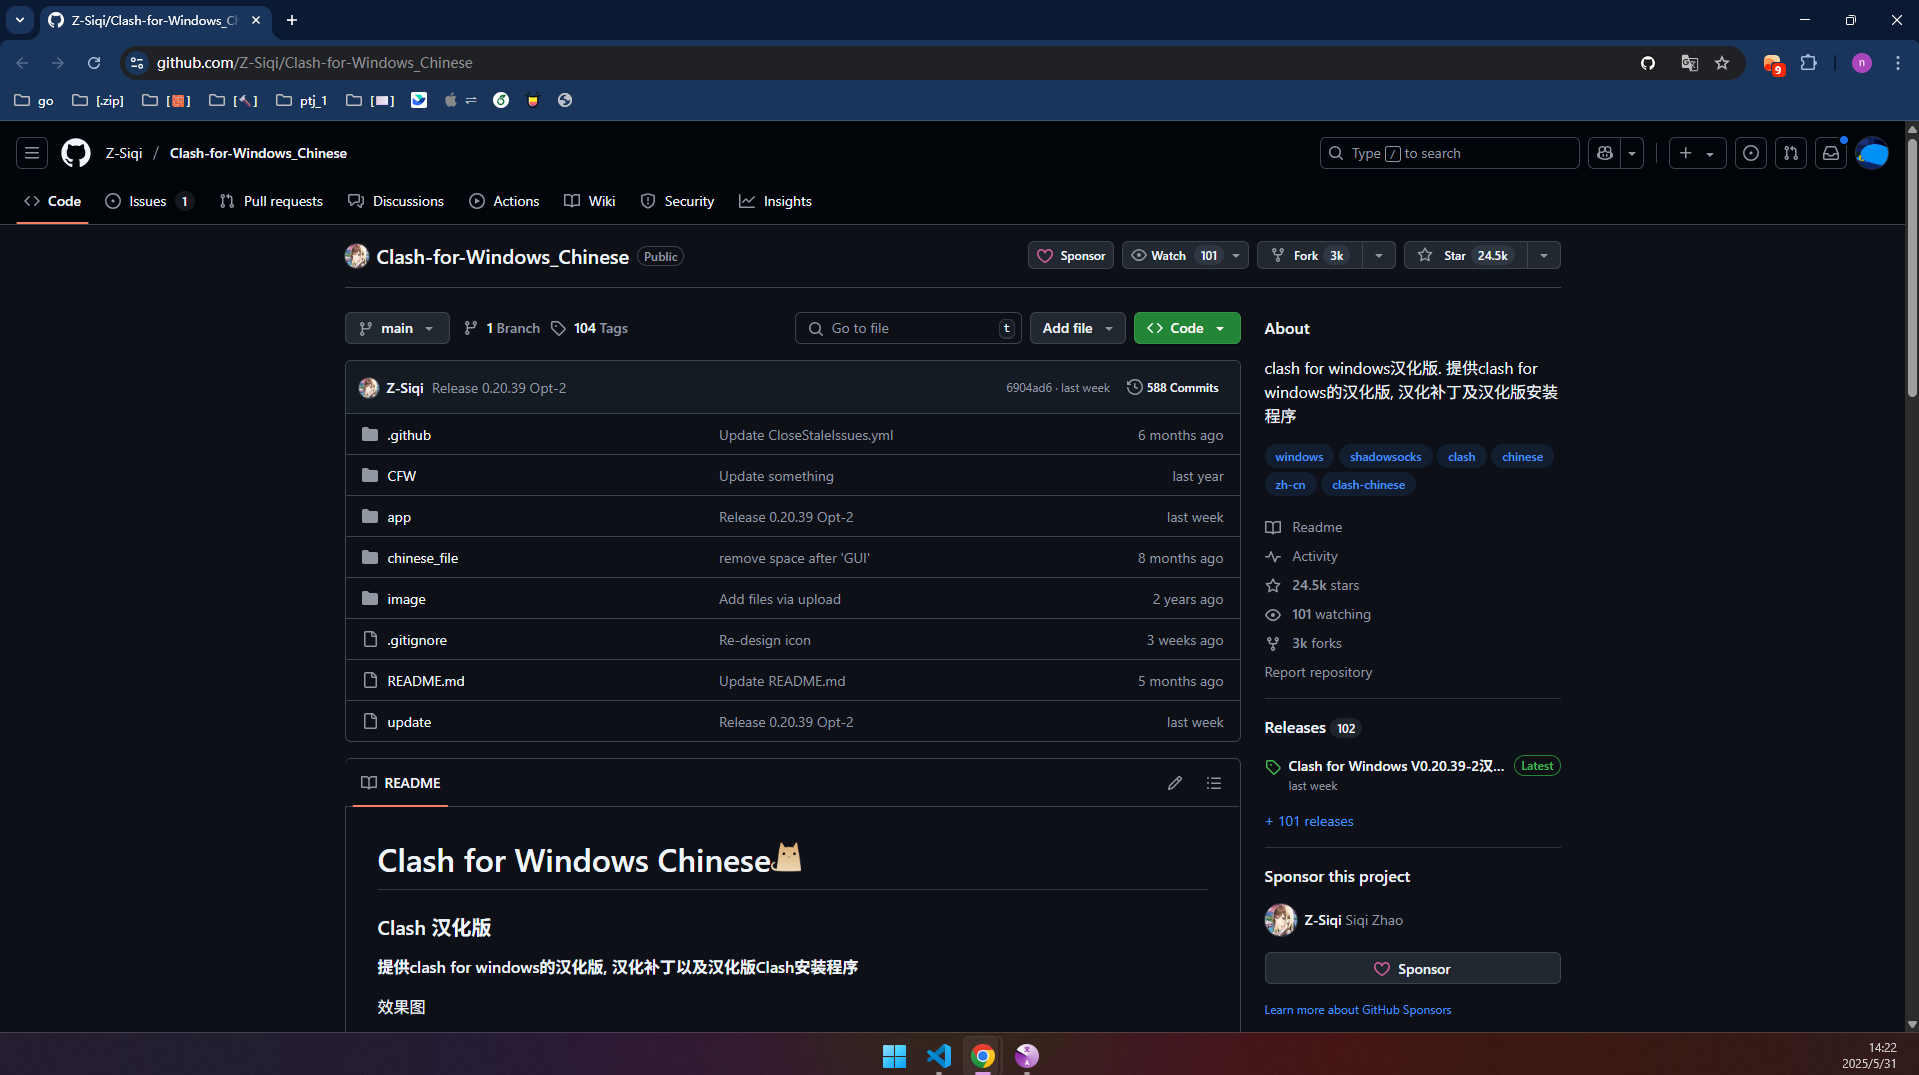 Z-Siqi/Clash-for-Windows_Ch
github.com/Z-Siqi/Clash-for-Windows_Chinese
9
n
go
[.zip]
ptj_1
Z-Siqi / Clash-for-Windows_Chinese
Type / to search
Code
Issues 1
Pull requests
Discussions
Actions
Wiki
Security
Insights
Clash-for-Windows_Chinese Public
Sponsor
Watch 101
Fork 3k
Star 24.5k
main
1 Branch
104 Tags
Go to file t
Add file
Code
Z-Siqi Release 0.20.39 Opt-2 6904ad6 · last week 588 Commits
.github Update CloseStaleIssues.yml 6 months ago
CFW Update something last year
app Release 0.20.39 Opt-2 last week
chinese_file remove space after 'GUI' 8 months ago
image Add files via upload 2 years ago
.gitignore Re-design icon 3 weeks ago
README.md Update README.md 5 months ago
update Release 0.20.39 Opt-2 last week
README
Clash for Windows Chinese
Clash 汉化版
提供clash for windows的汉化版, 汉化补丁以及汉化版Clash安装程序
效果图
About
clash for windows汉化版. 提供clash for
windows的汉化版, 汉化补丁及汉化版安装
程序
windows shadowsocks clash chinese
zh-cn clash-chinese
Readme
Activity
24.5k stars
101 watching
3k forks
Report repository
Releases 102
Clash for Windows V0.20.39-2汉... Latest
last week
+ 101 releases
Sponsor this project
Z-Siqi Siqi Zhao
Sponsor
Learn more about GitHub Sponsors
14:22
2025/5/31